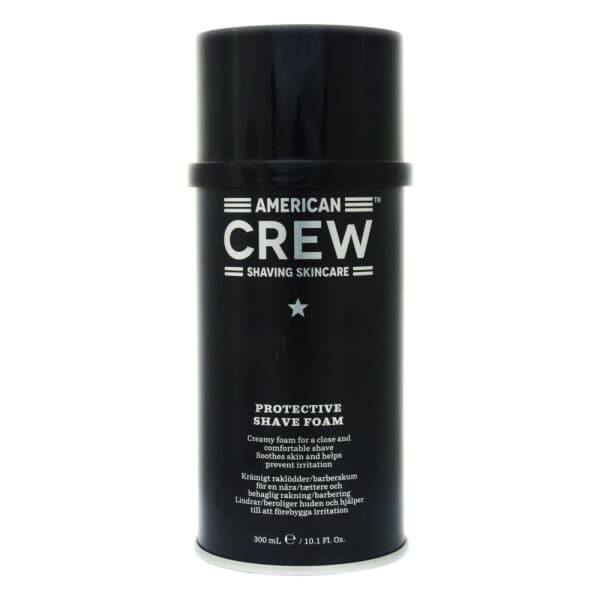 AMERICAN™
CREW
SHAVING SKINCARE
PROTECTIVE
SHAVE FOAM
Creamy foam for a close and
comfortable shave
Soothes skin and helps
prevent irritation
Krämigt raklödder/barberskum
för en nära/tættere och
behaglig rakning/barbering
Lindrar/beroliger huden och hjälper
till att förebygga irritation
300 mL ℮ / 10.1 Fl. Oz.